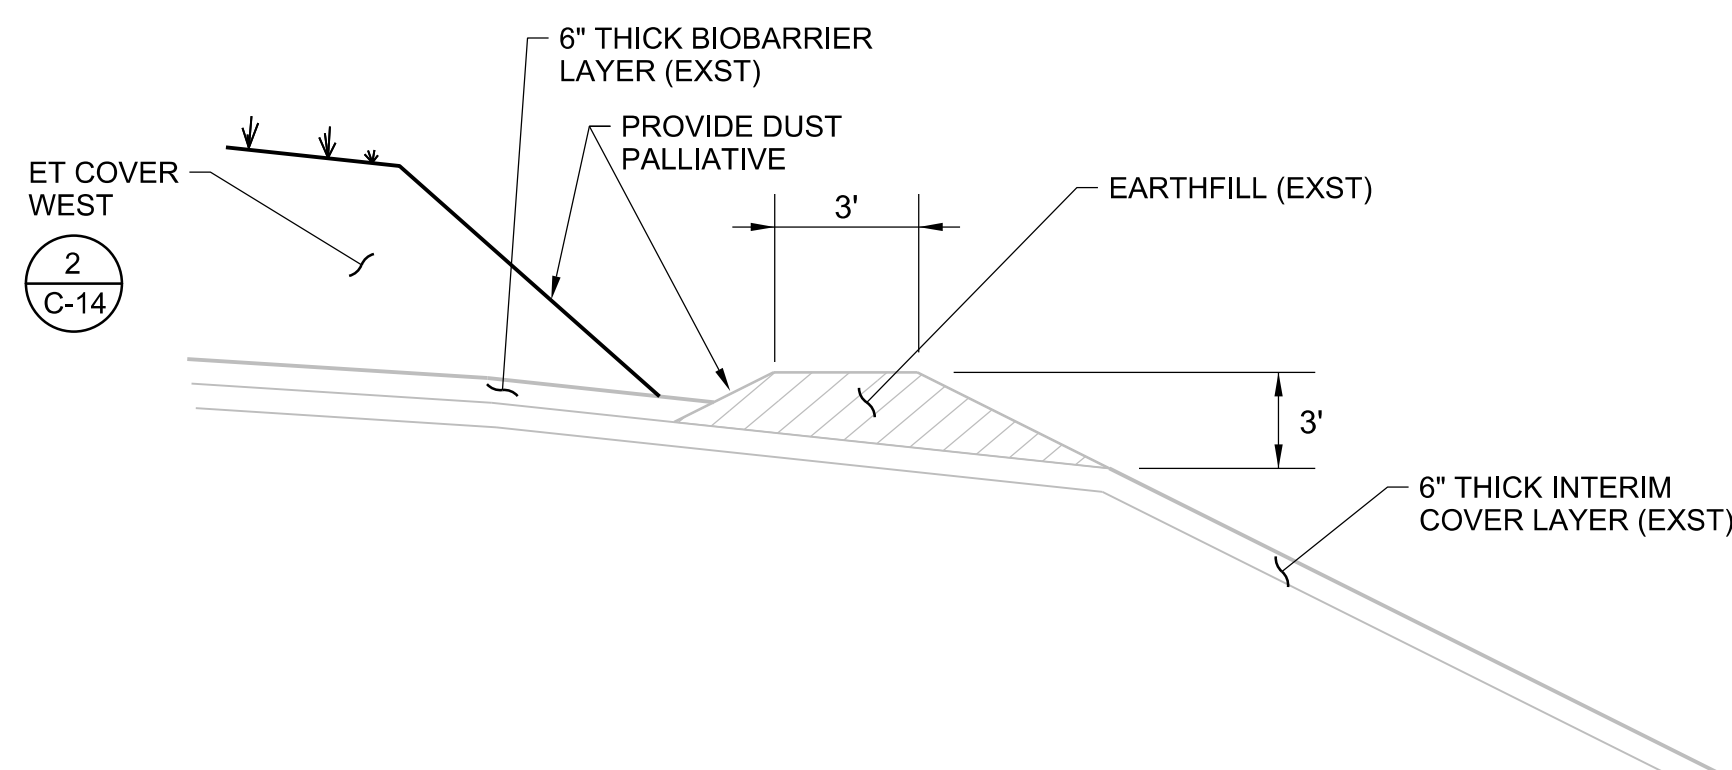 6" THICK BIOBARRIER
LAYER (EXST)
PROVIDE DUST
PALLIATIVE
ET COVER
WEST
2
C-14
3'
EARTHFILL (EXST)
3'
6" THICK INTERIM
COVER LAYER (EXST)